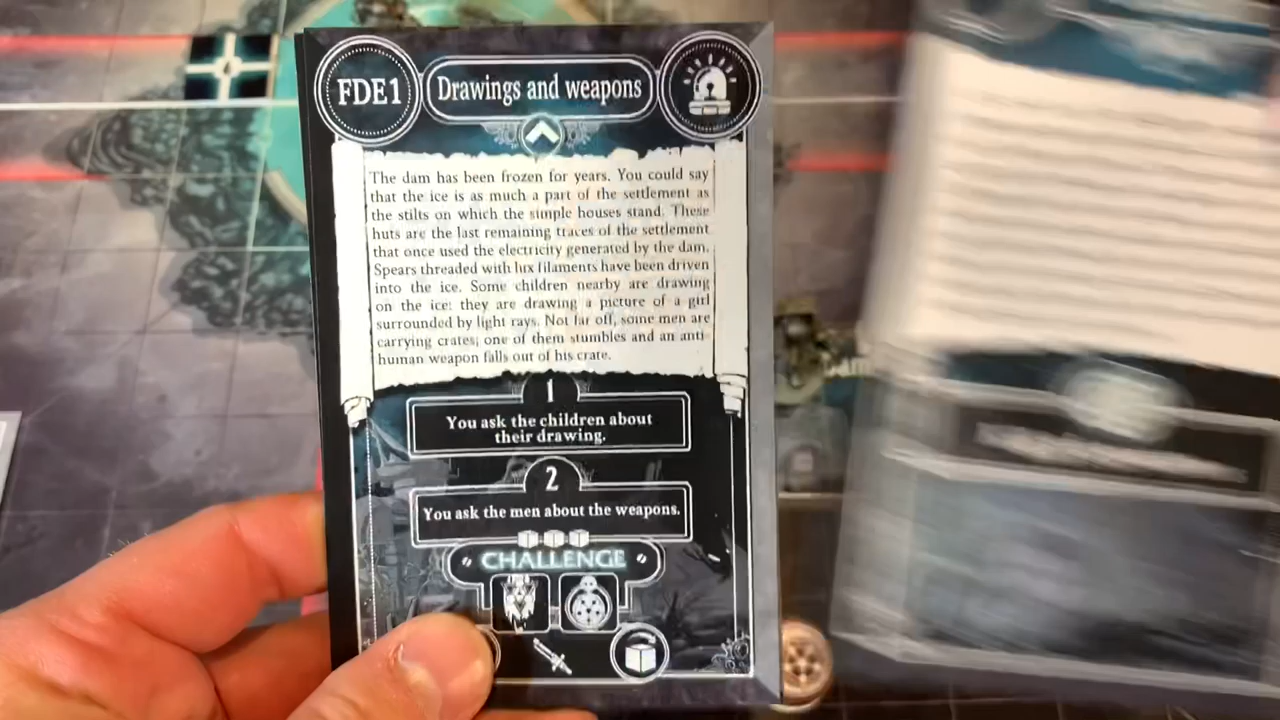 FDE1
Drawings and weapons
The dam has been frozen for years. You could say
that the ice is as much a part of the settlement as
the stilts on which the simple houses stand. These
huts are the last remaining traces of the settlement
that once used the electricity generated by the dam.
Spears threaded with lux filaments have been driven
into the ice. Some children nearby are drawing
on the ice; they are drawing a picture of a girl
surrounded by light rays. Not far off, some men are
carrying crates; one of them stumbles and an anti-
human weapon falls out of his crate.
1
You ask the children about
their drawing.
2
You ask the men about the weapons.
CHALLENGE